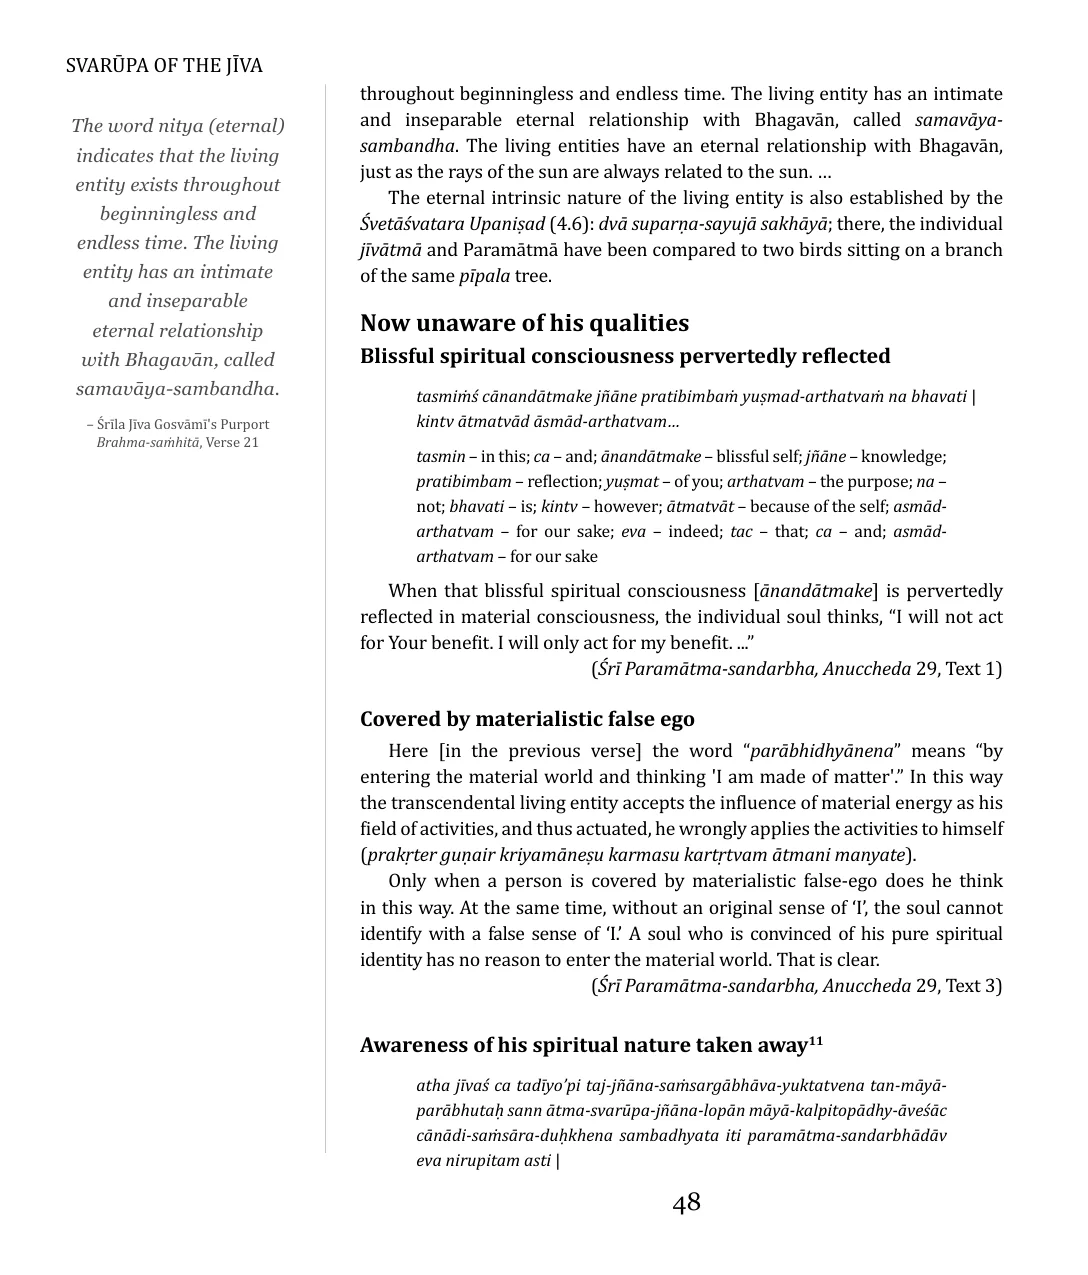 SVARŪPA OF THE JĪVA
The word nitya (eternal)
indicates that the living
entity exists throughout
beginningless and
endless time. The living
entity has an intimate
and inseparable
eternal relationship
with Bhagavān, called
samavāya-sambandha.
– Śrīla Jīva Gosvāmī's Purport
Brahma-saṁhitā, Verse 21
throughout beginningless and endless time. The living entity has an intimate
and inseparable eternal relationship with Bhagavān, called samavāya-
sambandha. The living entities have an eternal relationship with Bhagavān,
just as the rays of the sun are always related to the sun. …
The eternal intrinsic nature of the living entity is also established by the
Śvetāśvatara Upaniṣad (4.6): dvā suparṇa-sayujā sakhāyā; there, the individual
jīvātmā and Paramātmā have been compared to two birds sitting on a branch
of the same pīpala tree.
Now unaware of his qualities
Blissful spiritual consciousness pervertedly reflected
tasmiṁś cānandātmake jñāne pratibimbaṁ yuṣmad-arthatvaṁ na bhavati |
kintv ātmatvād āsmād-arthatvam…
tasmin – in this; ca – and; ānandātmake – blissful self; jñāne – knowledge;
pratibimbam – reflection; yuṣmat – of you; arthatvam – the purpose; na –
not; bhavati – is; kintv – however; ātmatvāt – because of the self; asmād-
arthatvam – for our sake; eva – indeed; tac – that; ca – and; asmād-
arthatvam – for our sake
When that blissful spiritual consciousness [ānandātmake] is pervertedly
reflected in material consciousness, the individual soul thinks, “I will not act
for Your benefit. I will only act for my benefit. ...”
(Śrī Paramātma-sandarbha, Anuccheda 29, Text 1)
Covered by materialistic false ego
Here [in the previous verse] the word “parābhidhyānena” means “by
entering the material world and thinking 'I am made of matter'.” In this way
the transcendental living entity accepts the influence of material energy as his
field of activities, and thus actuated, he wrongly applies the activities to himself
(prakṛter guṇair kriyamāneṣu karmasu kartṛtvam ātmani manyate).
Only when a person is covered by materialistic false-ego does he think
in this way. At the same time, without an original sense of ‘I’, the soul cannot
identify with a false sense of ‘I.’ A soul who is convinced of his pure spiritual
identity has no reason to enter the material world. That is clear.
(Śrī Paramātma-sandarbha, Anuccheda 29, Text 3)
Awareness of his spiritual nature taken away¹¹
atha jīvaś ca tadīyo’pi taj-jñāna-saṁsargābhāva-yuktatvena tan-māyā-
parābhutaḥ sann ātma-svarūpa-jñāna-lopān māyā-kalpitopādhy-āveśāc
cānādi-saṁsāra-duḥkhena sambadhyata iti paramātma-sandarbhādāv
eva nirupitam asti |
48